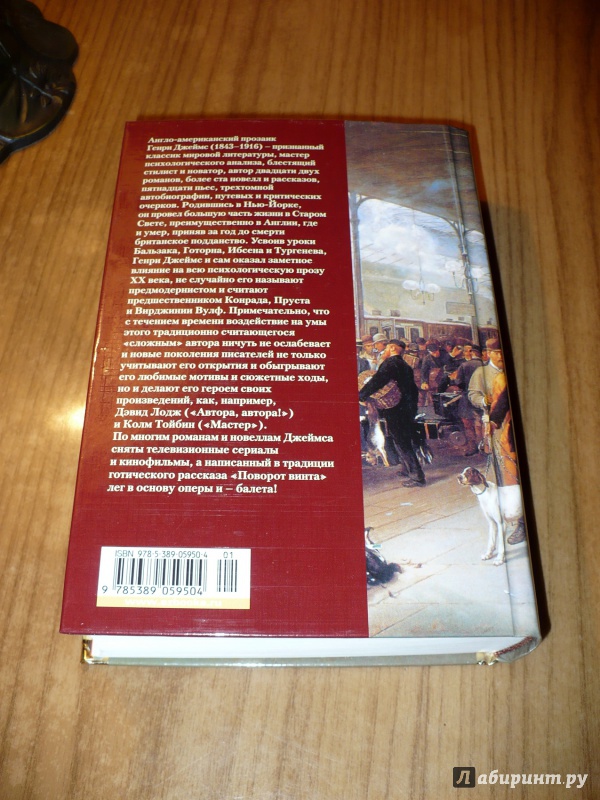 Англо-американский прозаик
Генри Джеймс (1843–1916) – признанный
классик мировой литературы, мастер
психологического анализа, блестящий
стилист и новатор, автор двадцати двух
романов, более ста новелл и рассказов,
пятнадцати пьес, трехтомной
автобиографии, путевых и критических
очерков. Родившись в Нью-Йорке,
он провел большую часть жизни в Старом
Свете, преимущественно в Англии, где
и умер, приняв за год до смерти
британское подданство. Усвоив уроки
Бальзака, Готорна, Ибсена и Тургенева,
Генри Джеймс и сам оказал заметное
влияние на всю психологическую прозу
XX века, не случайно его называют
предмодернистом и считают
предшественником Конрада, Пруста
и Вирджинии Вулф. Примечательно, что
с течением времени воздействие на умы
этого традиционно считающегося
«сложным» автора ничуть не ослабевает
и новые поколения писателей не только
учитывают его открытия и обыгрывают
его любимые мотивы и сюжетные ходы,
но и делают его героем своих
произведений, как, например,
Дэвид Лодж («Автора, автора!»)
и Колм Тойбин («Мастер»).
По многим романам и новеллам Джеймса
сняты телевизионные сериалы
и кинофильмы, а написанный в традиции
готического рассказа «Поворот винта»
лег в основу оперы и – балета!
ISBN 978-5-389-05950-4 01
9 785389 059504
Лабиринт.ру